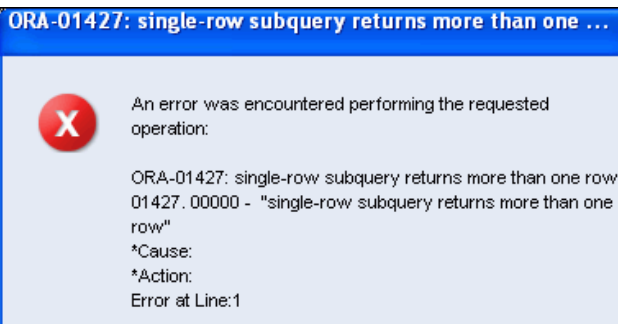 ORA-01427: single-row subquery returns more than one ...
An error was encountered performing the requested
operation:
ORA-01427: single-row subquery returns more than one row
01427. 00000 - "single-row subquery returns more than one
row"
*Cause:
*Action:
Error at Line:1